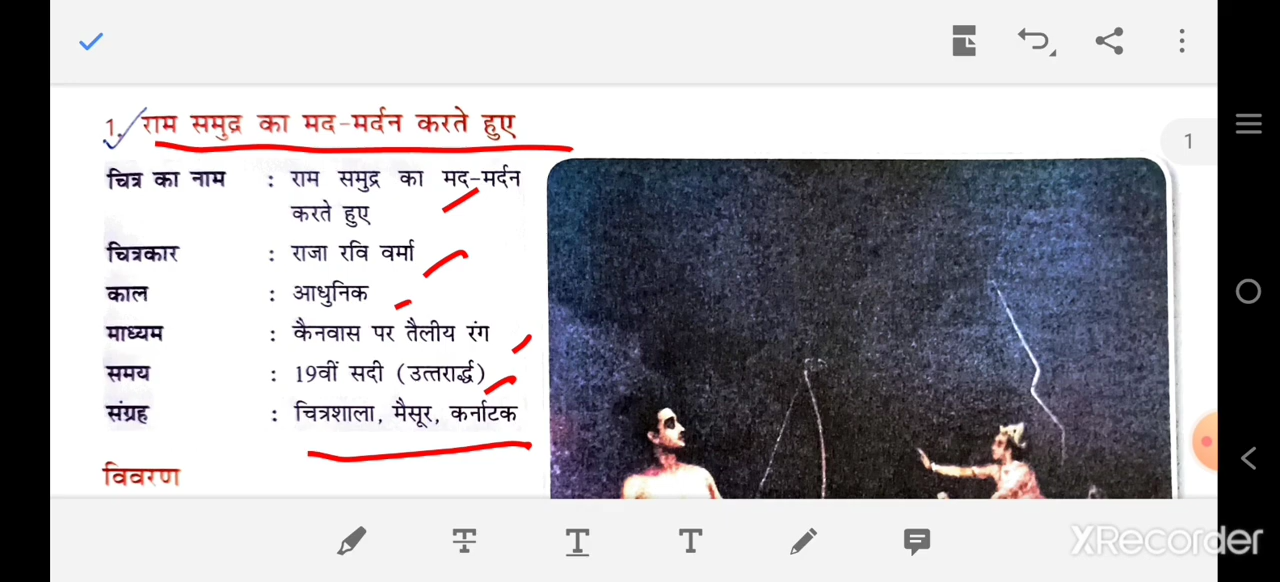 1. राम समुद्र का मद-मर्दन करते हुए
चित्र का नाम : राम समुद्र का मद-मर्दन
करते हुए
चित्रकार : राजा रवि वर्मा
काल : आधुनिक
माध्यम : कैनवास पर तैलीय रंग
समय : 19वीं सदी (उत्तरार्द्ध)
संग्रह : चित्रशाला, मैसूर, कर्नाटक
विवरण
1
T
T
T
XRecorder